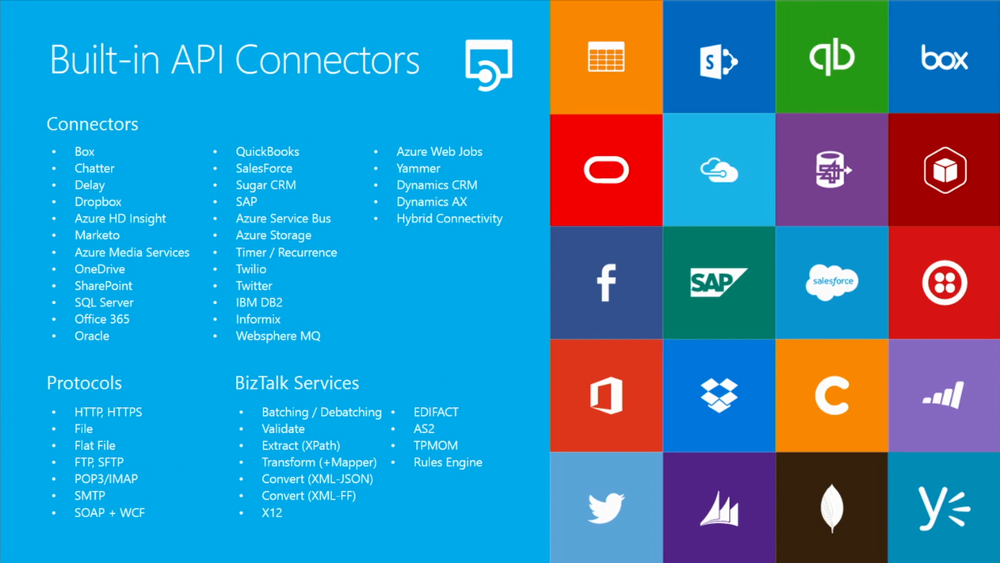 Built-in API Connectors
Connectors
• Box
• Chatter
• Delay
• Dropbox
• Azure HD Insight
• Marketo
• Azure Media Services
• OneDrive
• SharePoint
• SQL Server
• Office 365
• Oracle
• QuickBooks
• SalesForce
• Sugar CRM
• SAP
• Azure Service Bus
• Azure Storage
• Timer / Recurrence
• Twilio
• Twitter
• IBM DB2
• Informix
• Websphere MQ
• Azure Web Jobs
• Yammer
• Dynamics CRM
• Dynamics AX
• Hybrid Connectivity
Protocols
• HTTP, HTTPS
• File
• Flat File
• FTP, SFTP
• POP3/IMAP
• SMTP
• SOAP + WCF
BizTalk Services
• Batching / Debatching
• Validate
• Extract (XPath)
• Transform (+Mapper)
• Convert (XML-JSON)
• Convert (XML-FF)
• X12
• EDIFACT
• AS2
• TPMOM
• Rules Engine
S
qb
box
f
SAP
salesforce
C
y